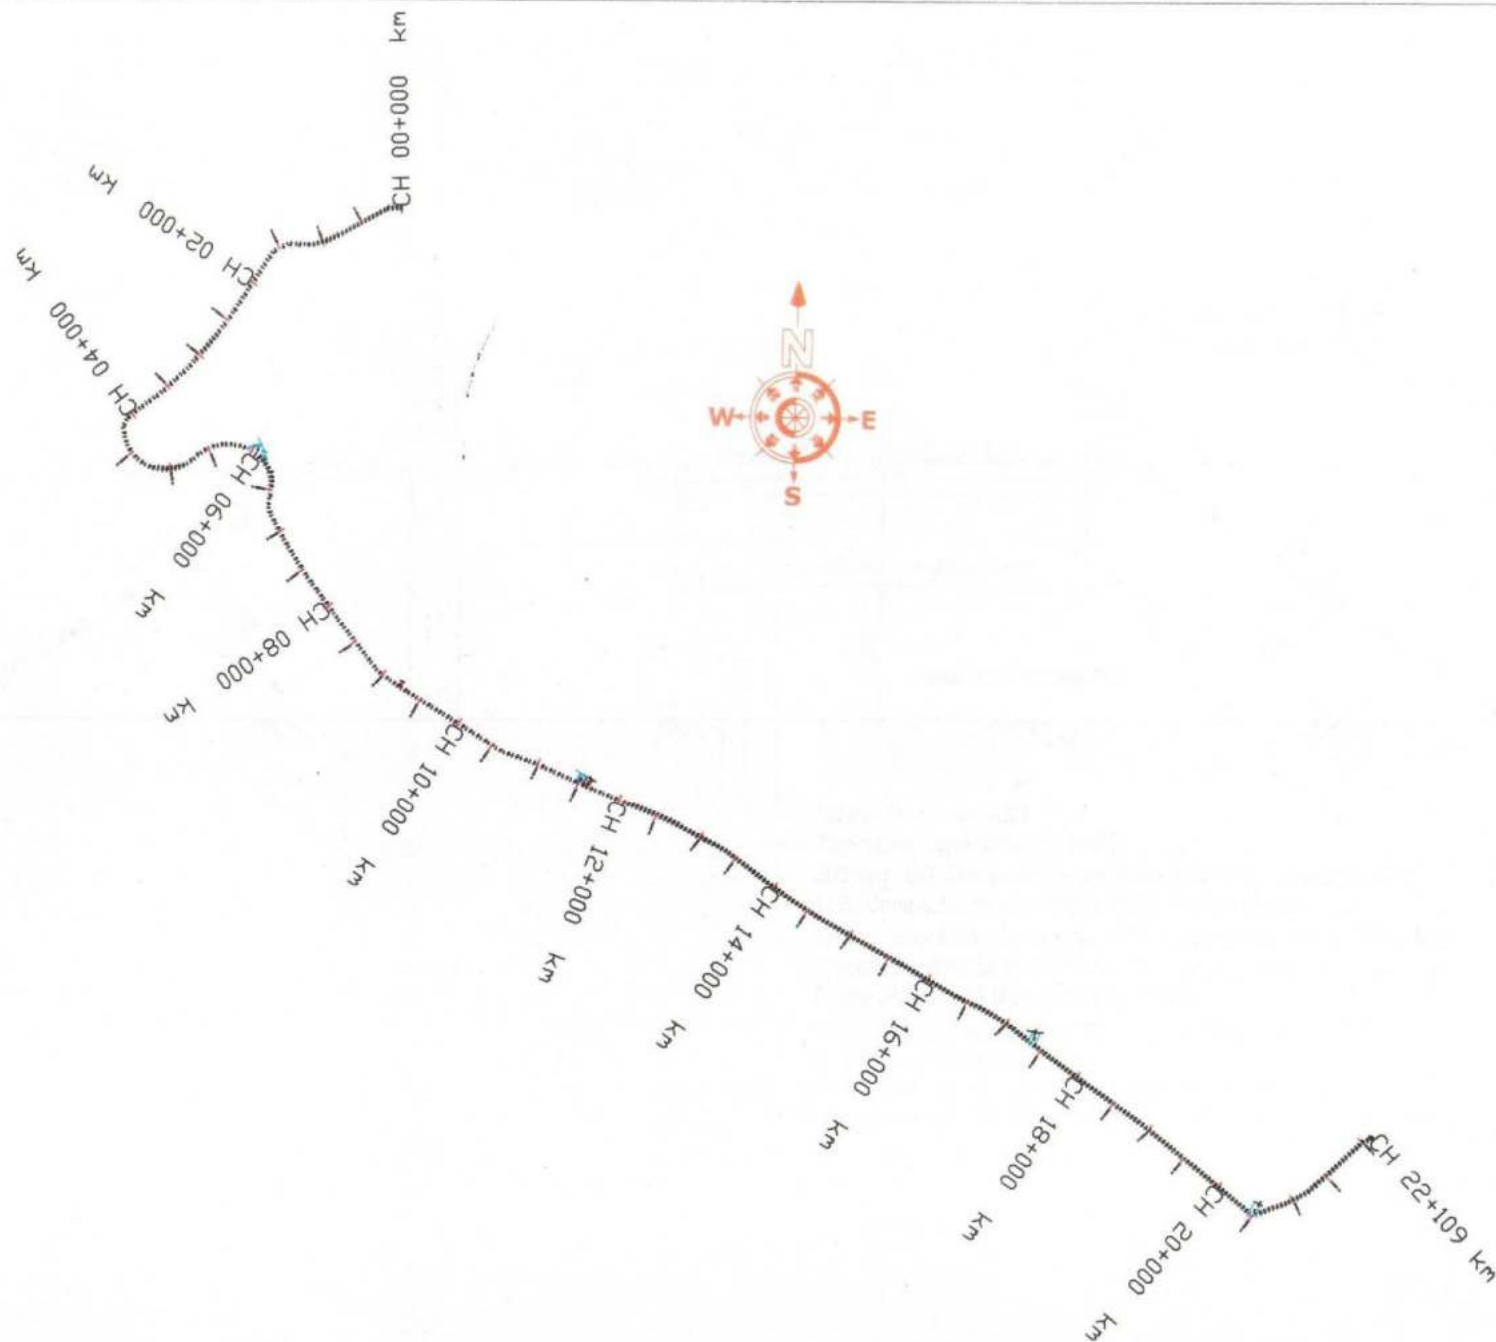 CH 00+000 km
CH 02+000 km
CH 04+000 km
N
W
E
S
CH 06+000 km
CH 08+000 km
CH 10+000 km
CH 12+000 km
CH 14+000 km
CH 16+000 km
CH 18+000 km
CH 20+000 km
CH 22+109 km